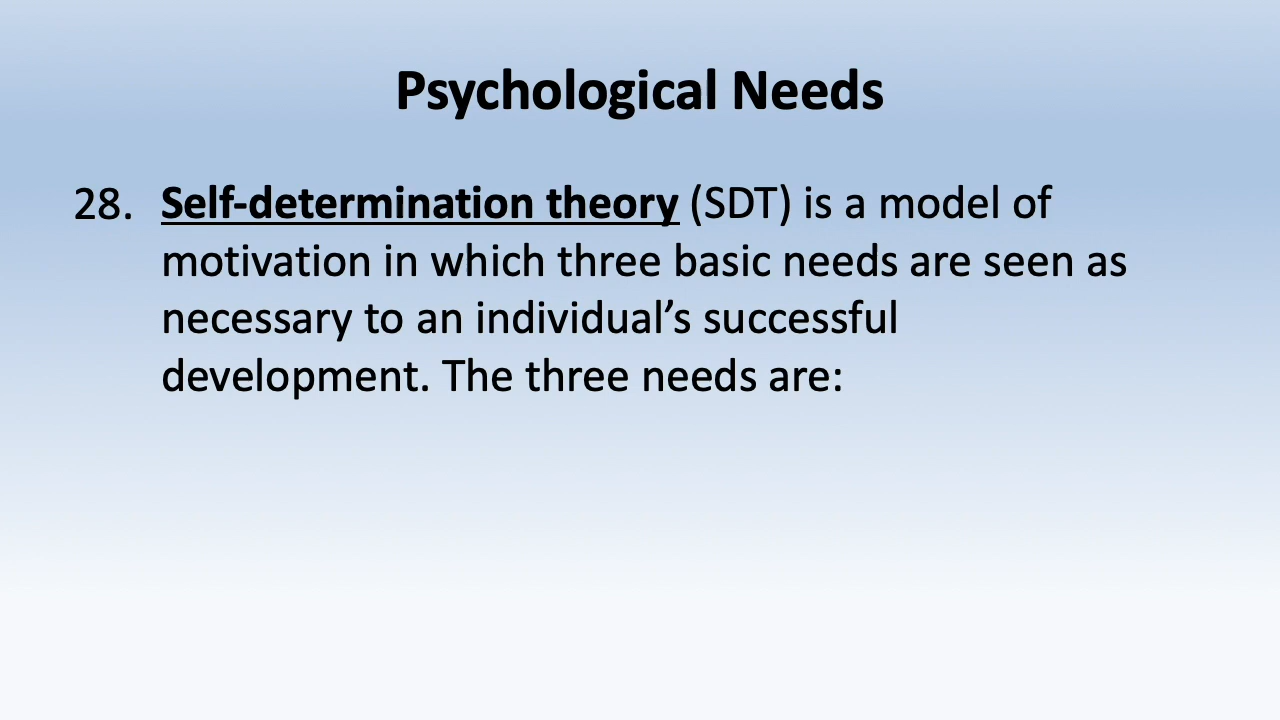 Psychological Needs
28. Self-determination theory (SDT) is a model of
motivation in which three basic needs are seen as
necessary to an individual’s successful
development. The three needs are: